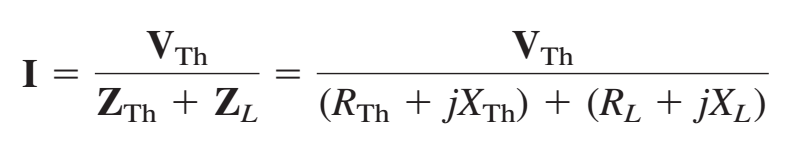 I = V_Th / (Z_Th + Z_L) = V_Th / ((R_Th + jX_Th) + (R_L + jX_L))